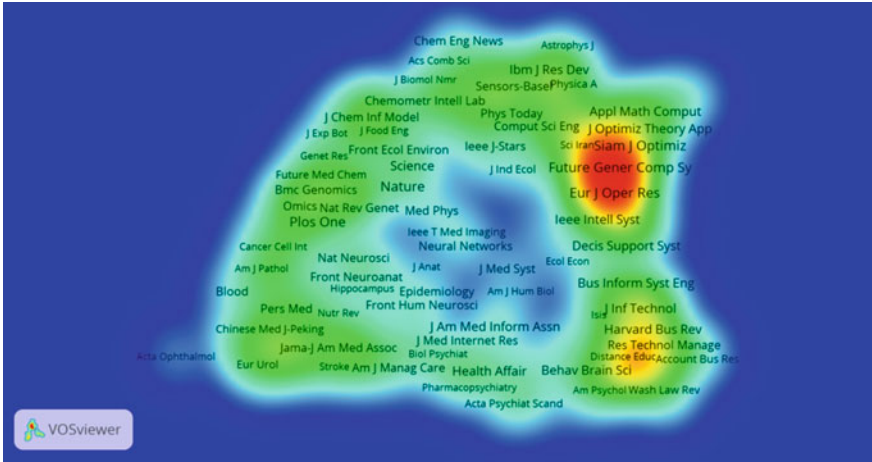 Chem Eng News
Astrophys J
Acs Comb Sci
Ibm J Res Dev
J Biomol Nmr
Sensors-Basel
Physica A
Chemometr Intell Lab
Phys Today
Appl Math Comput
J Chem Inf Model
Comput Sci Eng
J Optimiz Theory App
J Exp Bot
J Food Eng
Genet Res
Front Ecol Environ
Ieee J-Stars
Sci Iran
Siam J Optimiz
Science
J Ind Ecol
Future Gener Comp Sy
Future Med Chem
Bmc Genomics
Nature
Eur J Oper Res
Omics
Nat Rev Genet
Med Phys
Plos One
Ieee Intell Syst
Ieee T Med Imaging
Cancer Cell Int
Neural Networks
Decis Support Syst
Nat Neurosci
Ecol Econ
Am J Pathol
J Anat
J Med Syst
Front Neuroanat
Bus Inform Syst Eng
Blood
Hippocampus
Epidemiology
Am J Hum Biol
Pers Med
Nutr Rev
Front Hum Neurosci
J Inf Technol
Isis
Chinese Med J-Peking
J Am Med Inform Assn
Harvard Bus Rev
J Med Internet Res
Res Technol Manage
Acta Ophthalmol
Jama-J Am Med Assoc
Biol Psychiat
Distance Educ
Account Bus Res
Eur Urol
Stroke
Am J Manag Care
Health Affair
Behav Brain Sci
Pharmacopsychiatry
Am Psychol
Wash Law Rev
Acta Psychiat Scand
VOSviewer